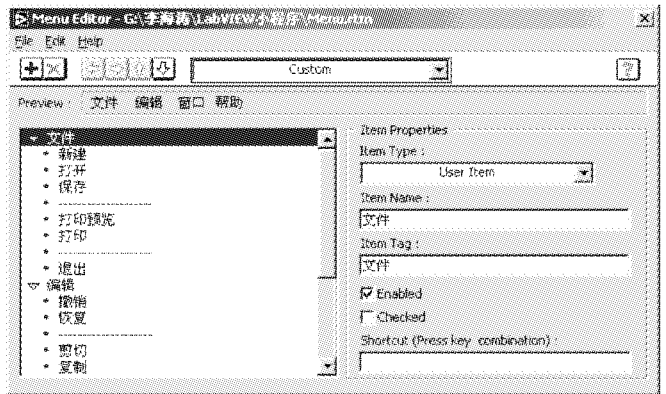 Menu Editor - G:\李海猜\LabVIEW小程序\Menu.rtm
File Edit Help
Custom
Preview : 文件 编辑 窗口 帮助
文件
新建
打开
保存
打印预览
打印
退出
编辑
撤销
恢复
剪切
复制
Item Properties
Item Type :
User Item
Item Name :
文件
Item Tag :
文件
Enabled
Checked
Shortcut (Press key combination) :